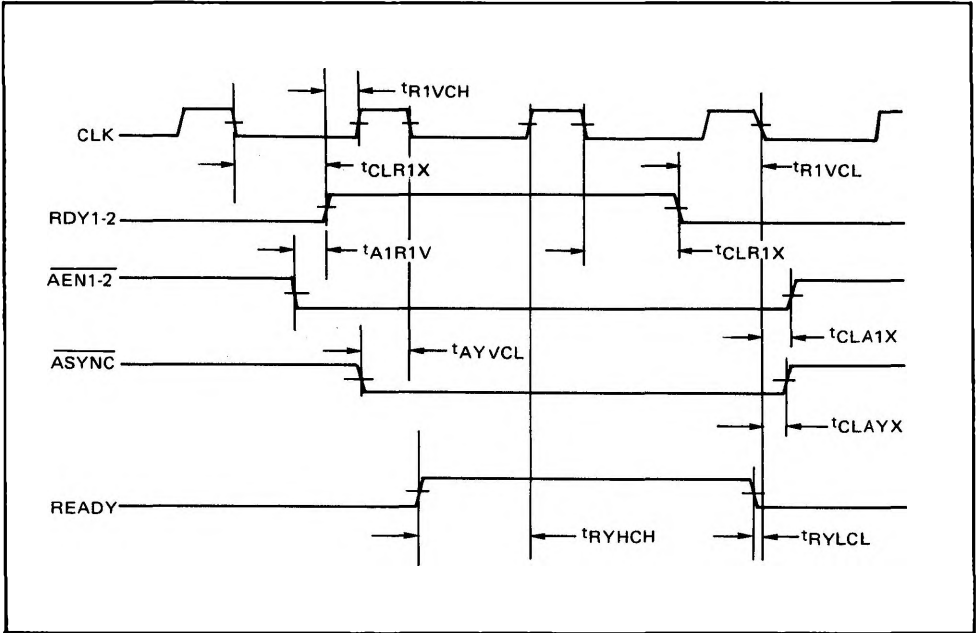 tR1VCH
CLK
tCLR1X
tR1VCL
RDY1-2
tA1R1V
tCLR1X
AEN1-2
tCLA1X
tAYVCL
ASYNC
tCLAYX
READY
tRYHCH
tRYLCL